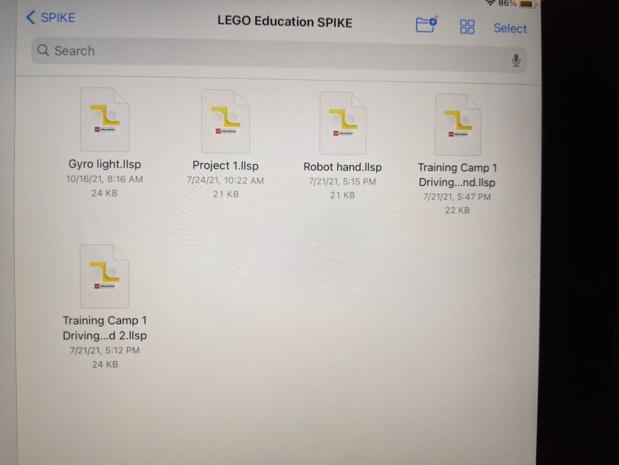 86%
SPIKE
LEGO Education SPIKE
Select
Search
Gyro light.llsp
10/16/21, 8:16 AM
24 KB
Project 1.llsp
7/24/21, 10:22 AM
21 KB
Robot hand.llsp
7/21/21, 5:15 PM
21 KB
Training Camp 1
Driving...nd.llsp
7/21/21, 5:47 PM
22 KB
Training Camp 1
Driving...d 2.llsp
7/21/21, 5:12 PM
24 KB